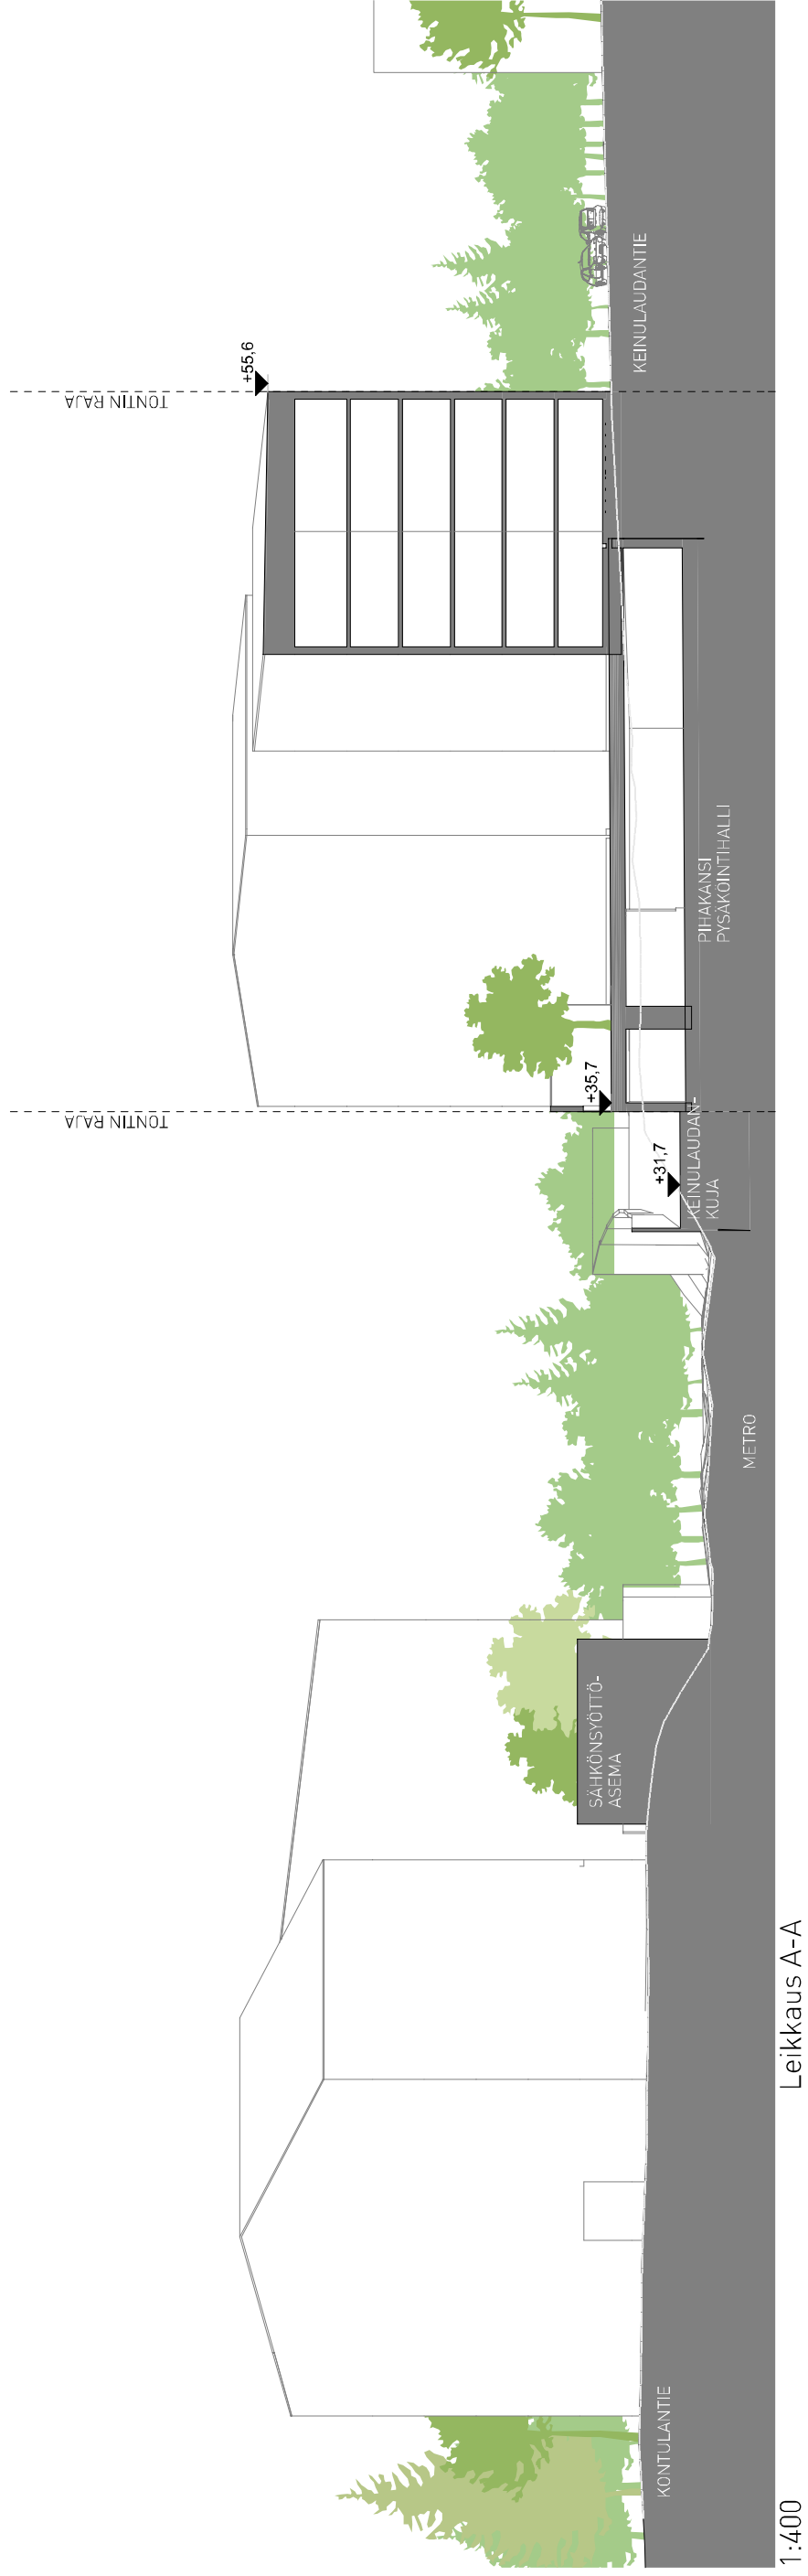 TONTIN RAJA
TONTIN RAJA
+55,6
+35,7
+31,7
SÄHKÖNSYÖTTÖ-
ASEMA
KONTULANTIE
METRO
KEINULAUDAN-
KUJA
PIHAKANSI
PYSÄKÖINTIHALLI
KEINULAUDANTIE
1:400
Leikkaus A-A